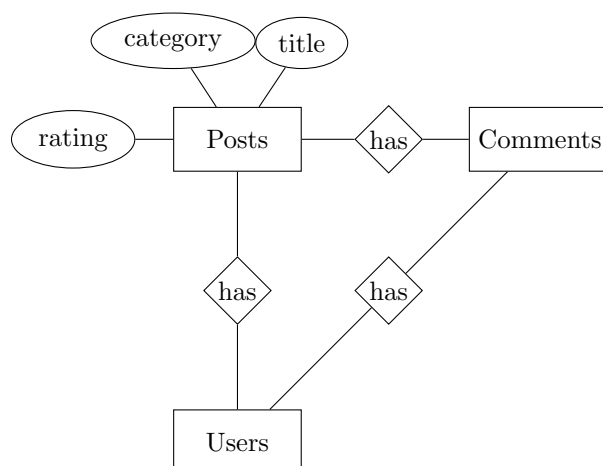 category
title
rating
Posts
has
Comments
has
has
Users